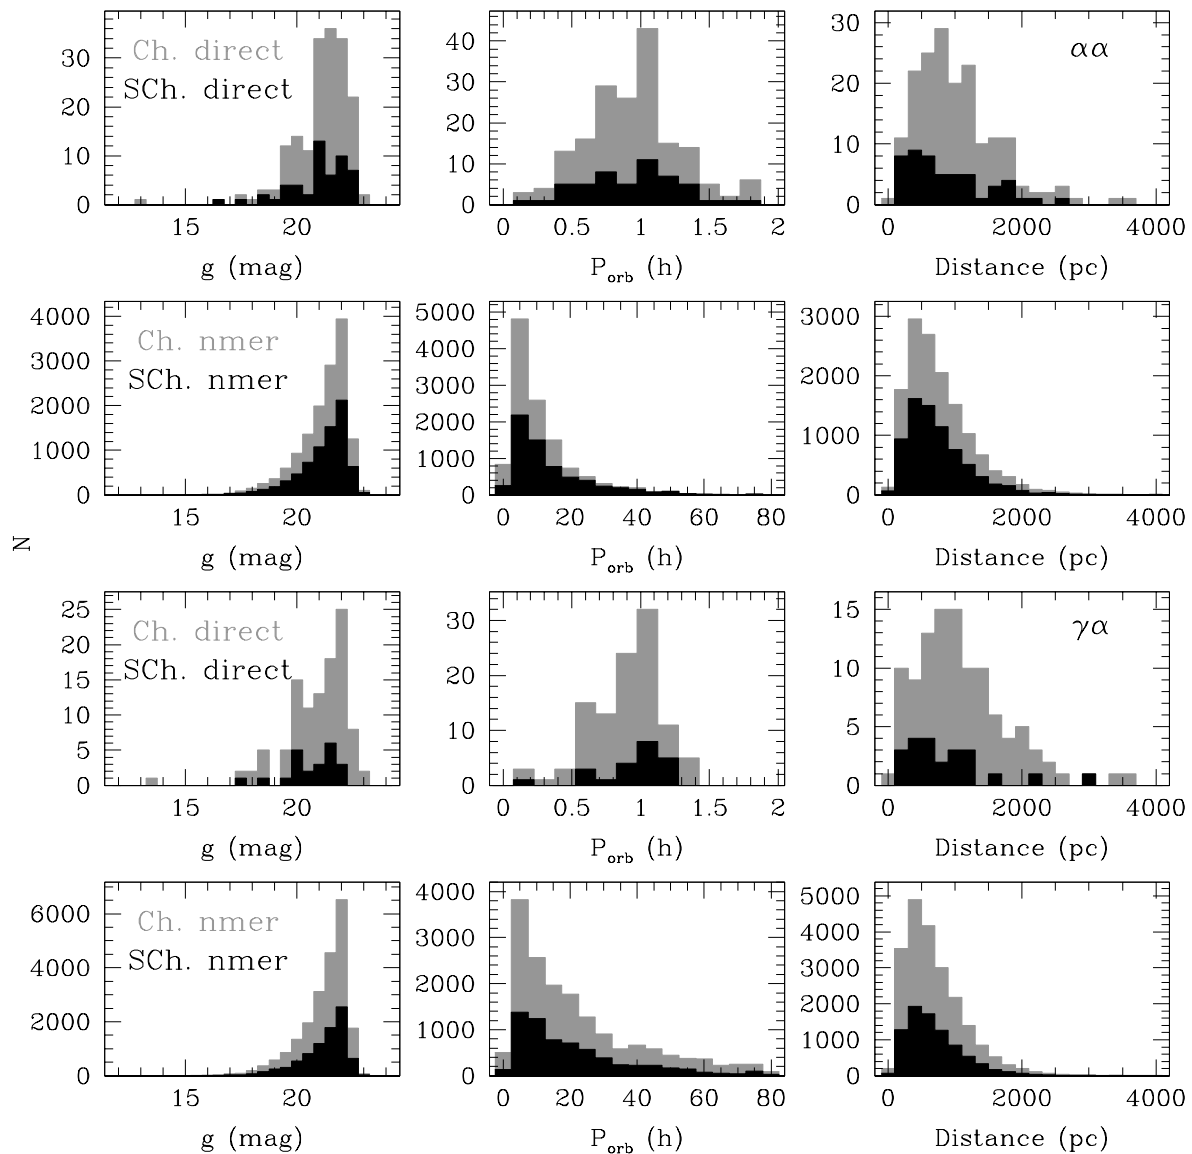 Ch. direct
SCh. direct
0 10 20 30
15 20
g (mag)
0 10 20 30 40
0 0.5 1 1.5 2
P_orb (h)
αα
0 10 20 30
0 2000 4000
Distance (pc)
Ch. nmer
SCh. nmer
0 1000 2000 3000 4000
15 20
g (mag)
0 1000 2000 3000 4000 5000
0 20 40 60 80
P_orb (h)
0 1000 2000 3000
0 2000 4000
Distance (pc)
N
Ch. direct
SCh. direct
0 5 10 15 20 25
15 20
g (mag)
0 10 20 30
0 0.5 1 1.5 2
P_orb (h)
γα
0 5 10 15
0 2000 4000
Distance (pc)
Ch. nmer
SCh. nmer
0 2000 4000 6000
15 20
g (mag)
0 1000 2000 3000 4000
0 20 40 60 80
P_orb (h)
0 1000 2000 3000 4000 5000
0 2000 4000
Distance (pc)